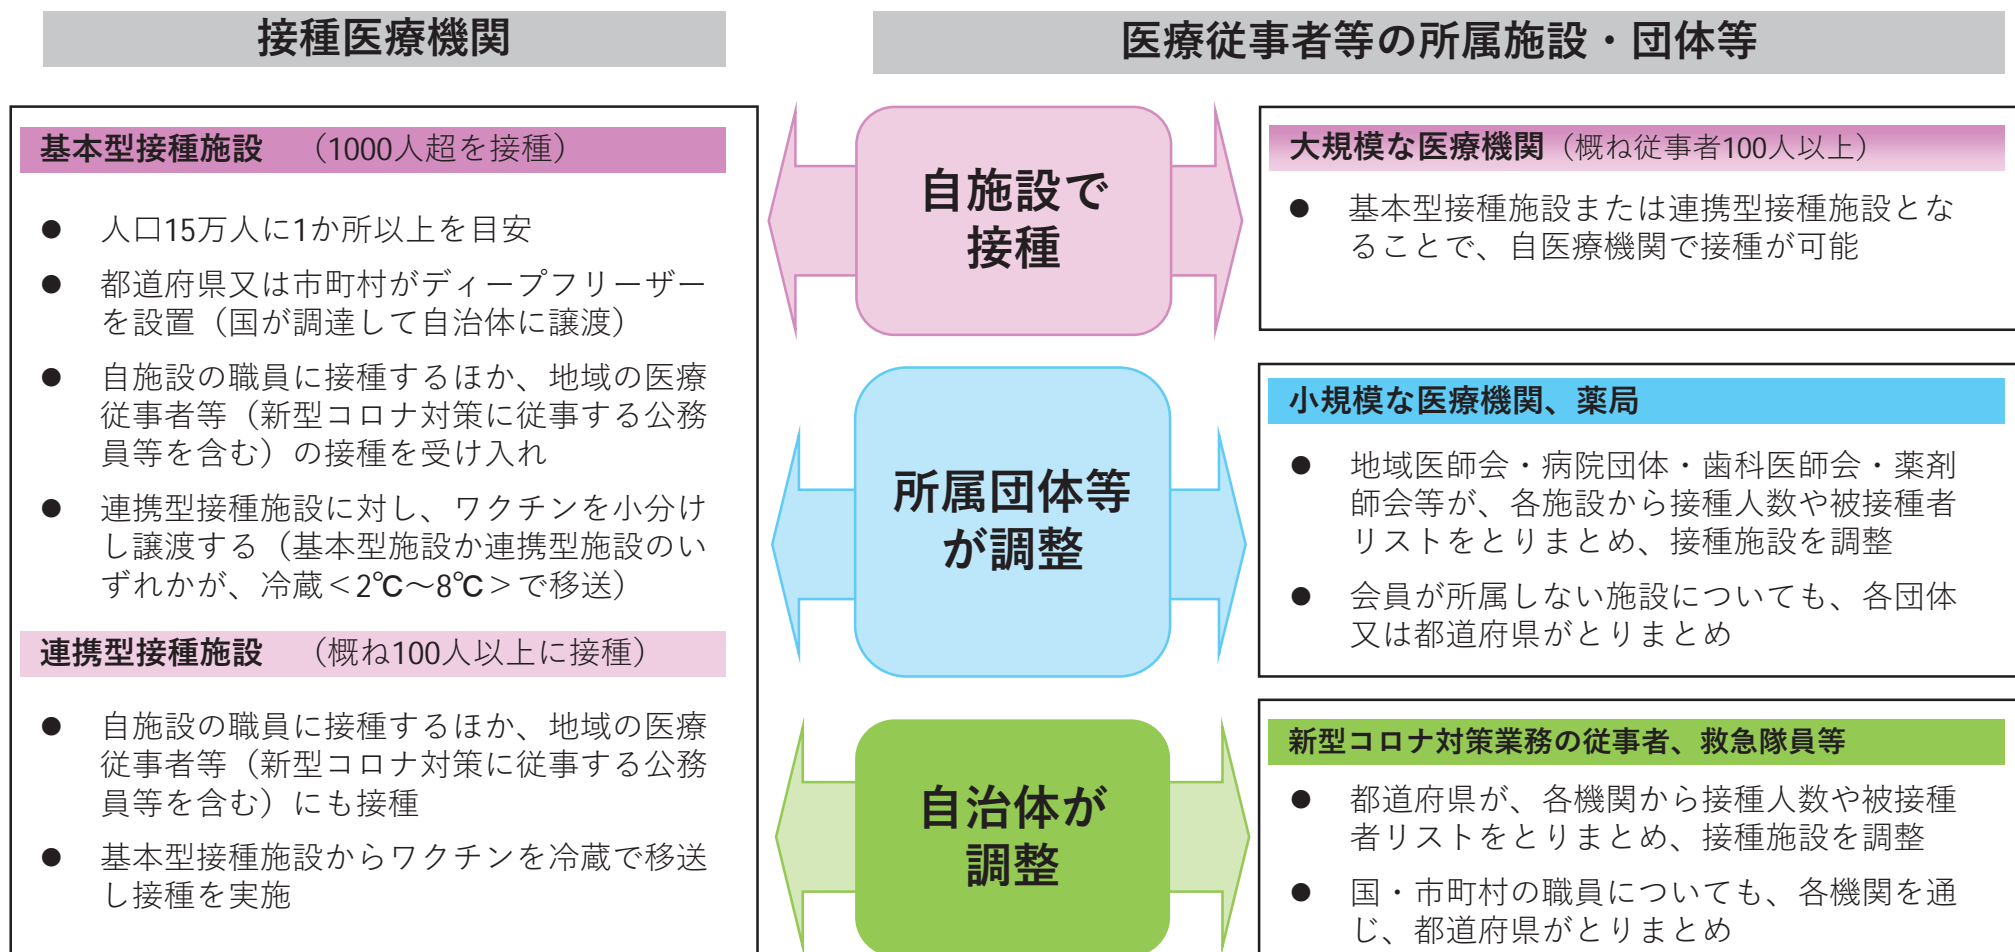 接種医療機関
医療従事者等の所属施設・団体等
基本型接種施設 （1000人超を接種）
● 人口15万人に1か所以上を目安
● 都道府県又は市町村がディープフリーザー
を設置（国が調達して自治体に譲渡）
● 自施設の職員に接種するほか、地域の医療
従事者等（新型コロナ対策に従事する公務
員等を含む）の接種を受け入れ
● 連携型接種施設に対し、ワクチンを小分け
し譲渡する（基本型施設か連携型施設のい
ずれかが、冷蔵＜2℃～8℃＞で移送）
連携型接種施設 （概ね100人以上に接種）
● 自施設の職員に接種するほか、地域の医療
従事者等（新型コロナ対策に従事する公務
員等を含む）にも接種
● 基本型接種施設からワクチンを冷蔵で移送
し接種を実施
自施設で
接種
所属団体等
が調整
自治体が
調整
大規模な医療機関（概ね従事者100人以上）
● 基本型接種施設または連携型接種施設とな
ることで、自医療機関で接種が可能
小規模な医療機関、薬局
● 地域医師会・病院団体・歯科医師会・薬剤
師会等が、各施設から接種人数や被接種者
リストをとりまとめ、接種施設を調整
● 会員が所属しない施設についても、各団体
又は都道府県がとりまとめ
新型コロナ対策業務の従事者、救急隊員等
● 都道府県が、各機関から接種人数や被接種
者リストをとりまとめ、接種施設を調整
● 国・市町村の職員についても、各機関を通
じ、都道府県がとりまとめ